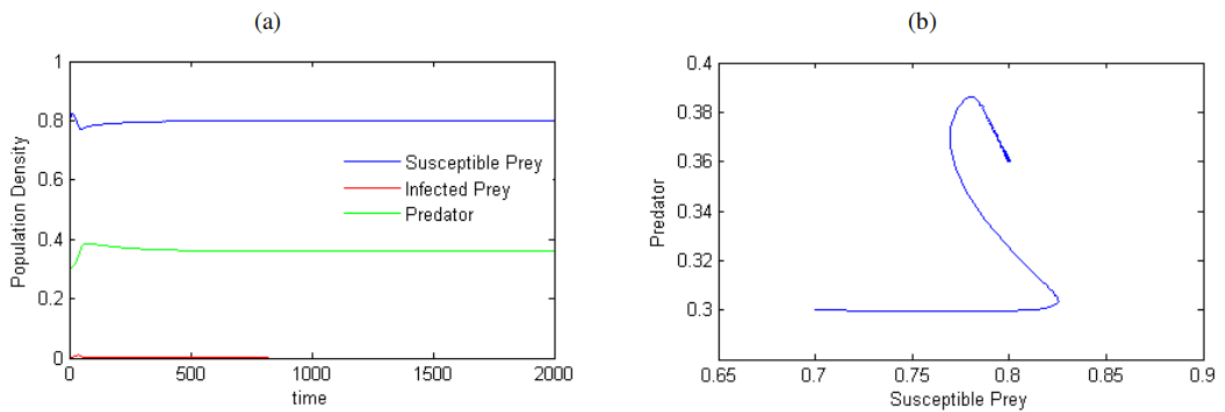 (a)
1
0.8
0.6
0.4
0.2
0
0 500 1000 1500 2000
time
Population Density
Susceptible Prey
Infected Prey
Predator
(b)
0.4
0.38
0.36
0.34
0.32
0.3
0.65 0.7 0.75 0.8 0.85 0.9
Susceptible Prey
Predator